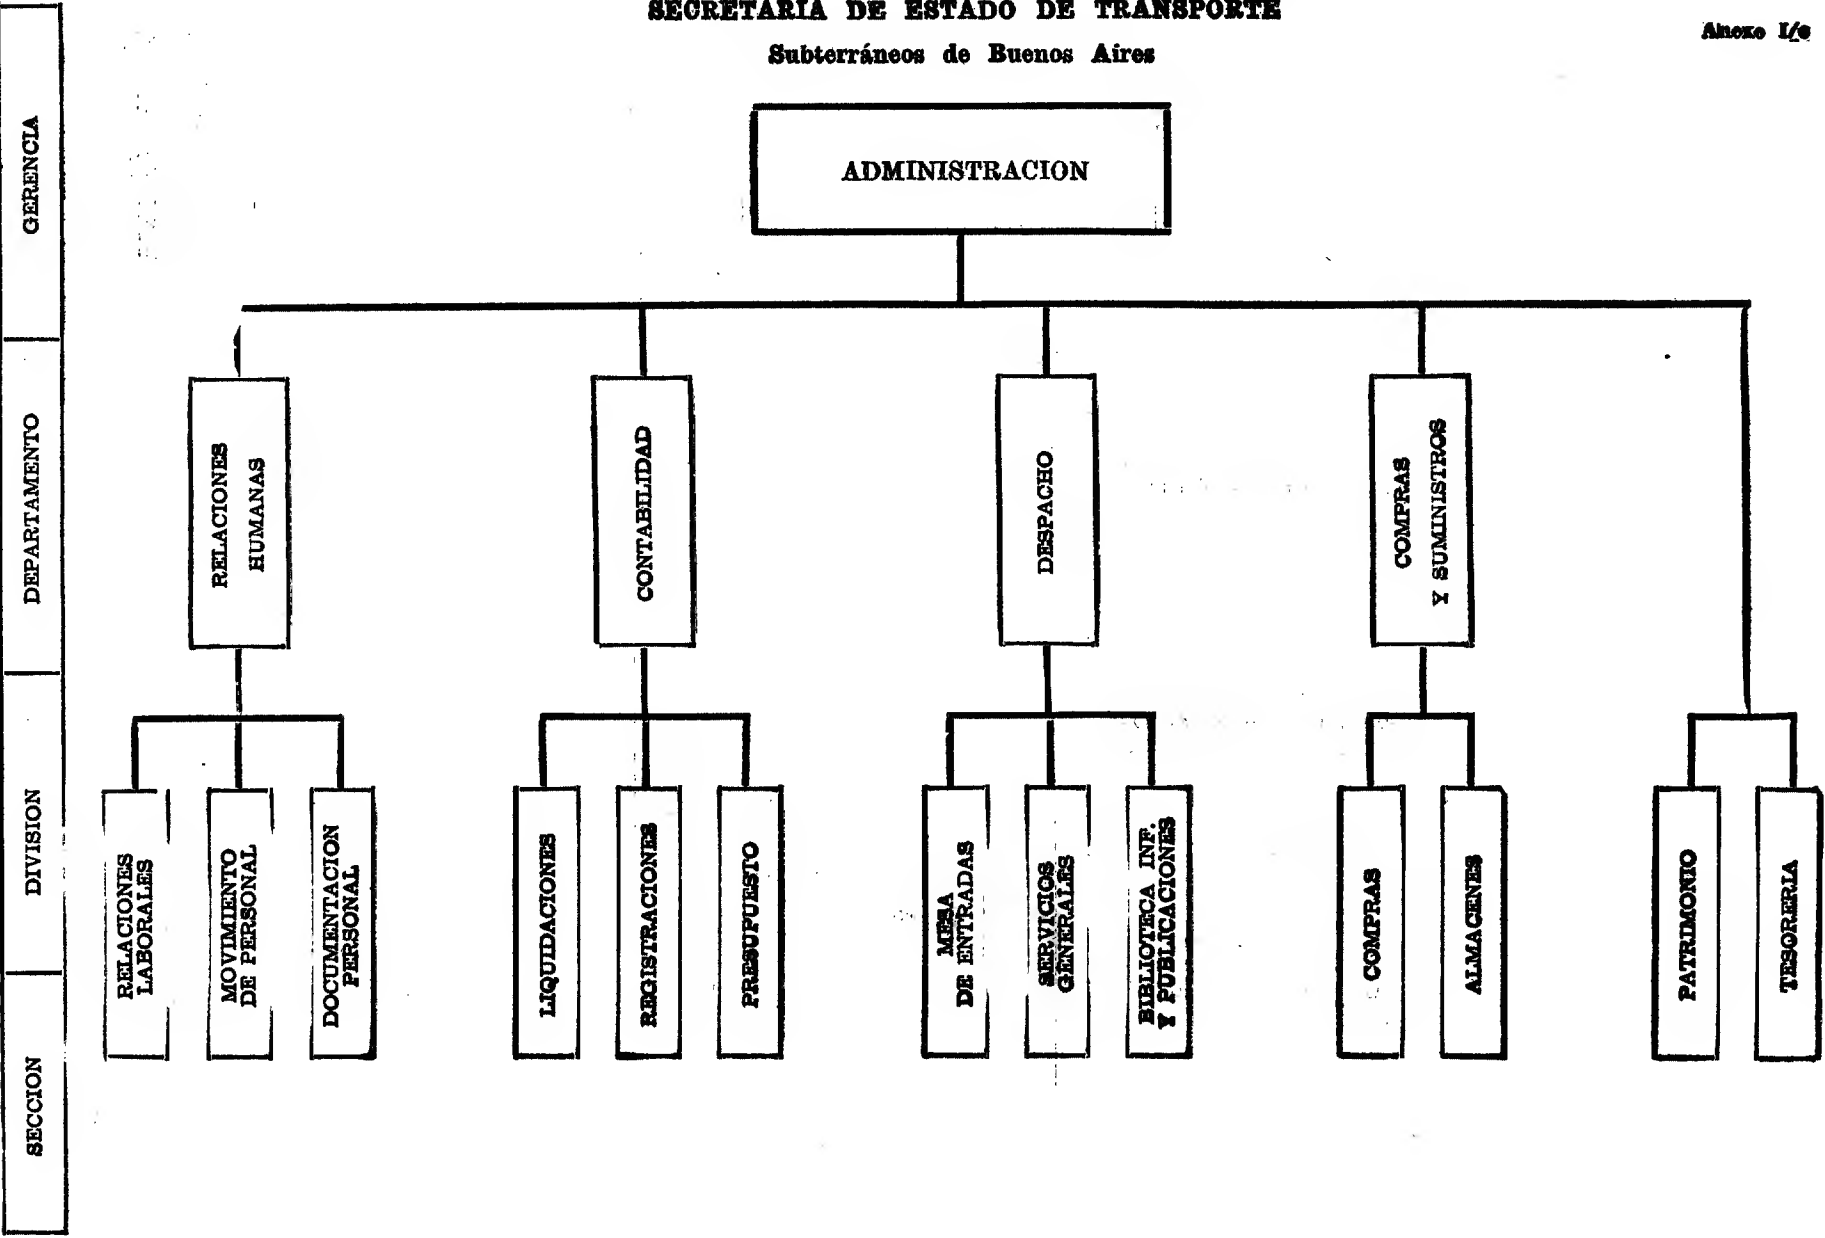 SECRETARIA DE ESTADO DE TRANSPORTE
Subterráneos de Buenos Aires
Anexo I/c
GERENCIA
ADMINISTRACION
DEPARTAMENTO
RELACIONES
HUMANAS
CONTABILIDAD
DESPACHO
COMPRAS
Y SUMINISTROS
DIVISION
RELACIONES
LABORALES
MOVIMIENTO
DE PERSONAL
DOCUMENTACION
PERSONAL
LIQUIDACIONES
REGISTRACIONES
PRESUPUESTO
MESA
DE ENTRADAS
SERVICIOS
GENERALES
BIBLIOTECA INF.
Y PUBLICACIONES
COMPRAS
ALMACENES
PATRIMONIO
TESORERIA
SECCION